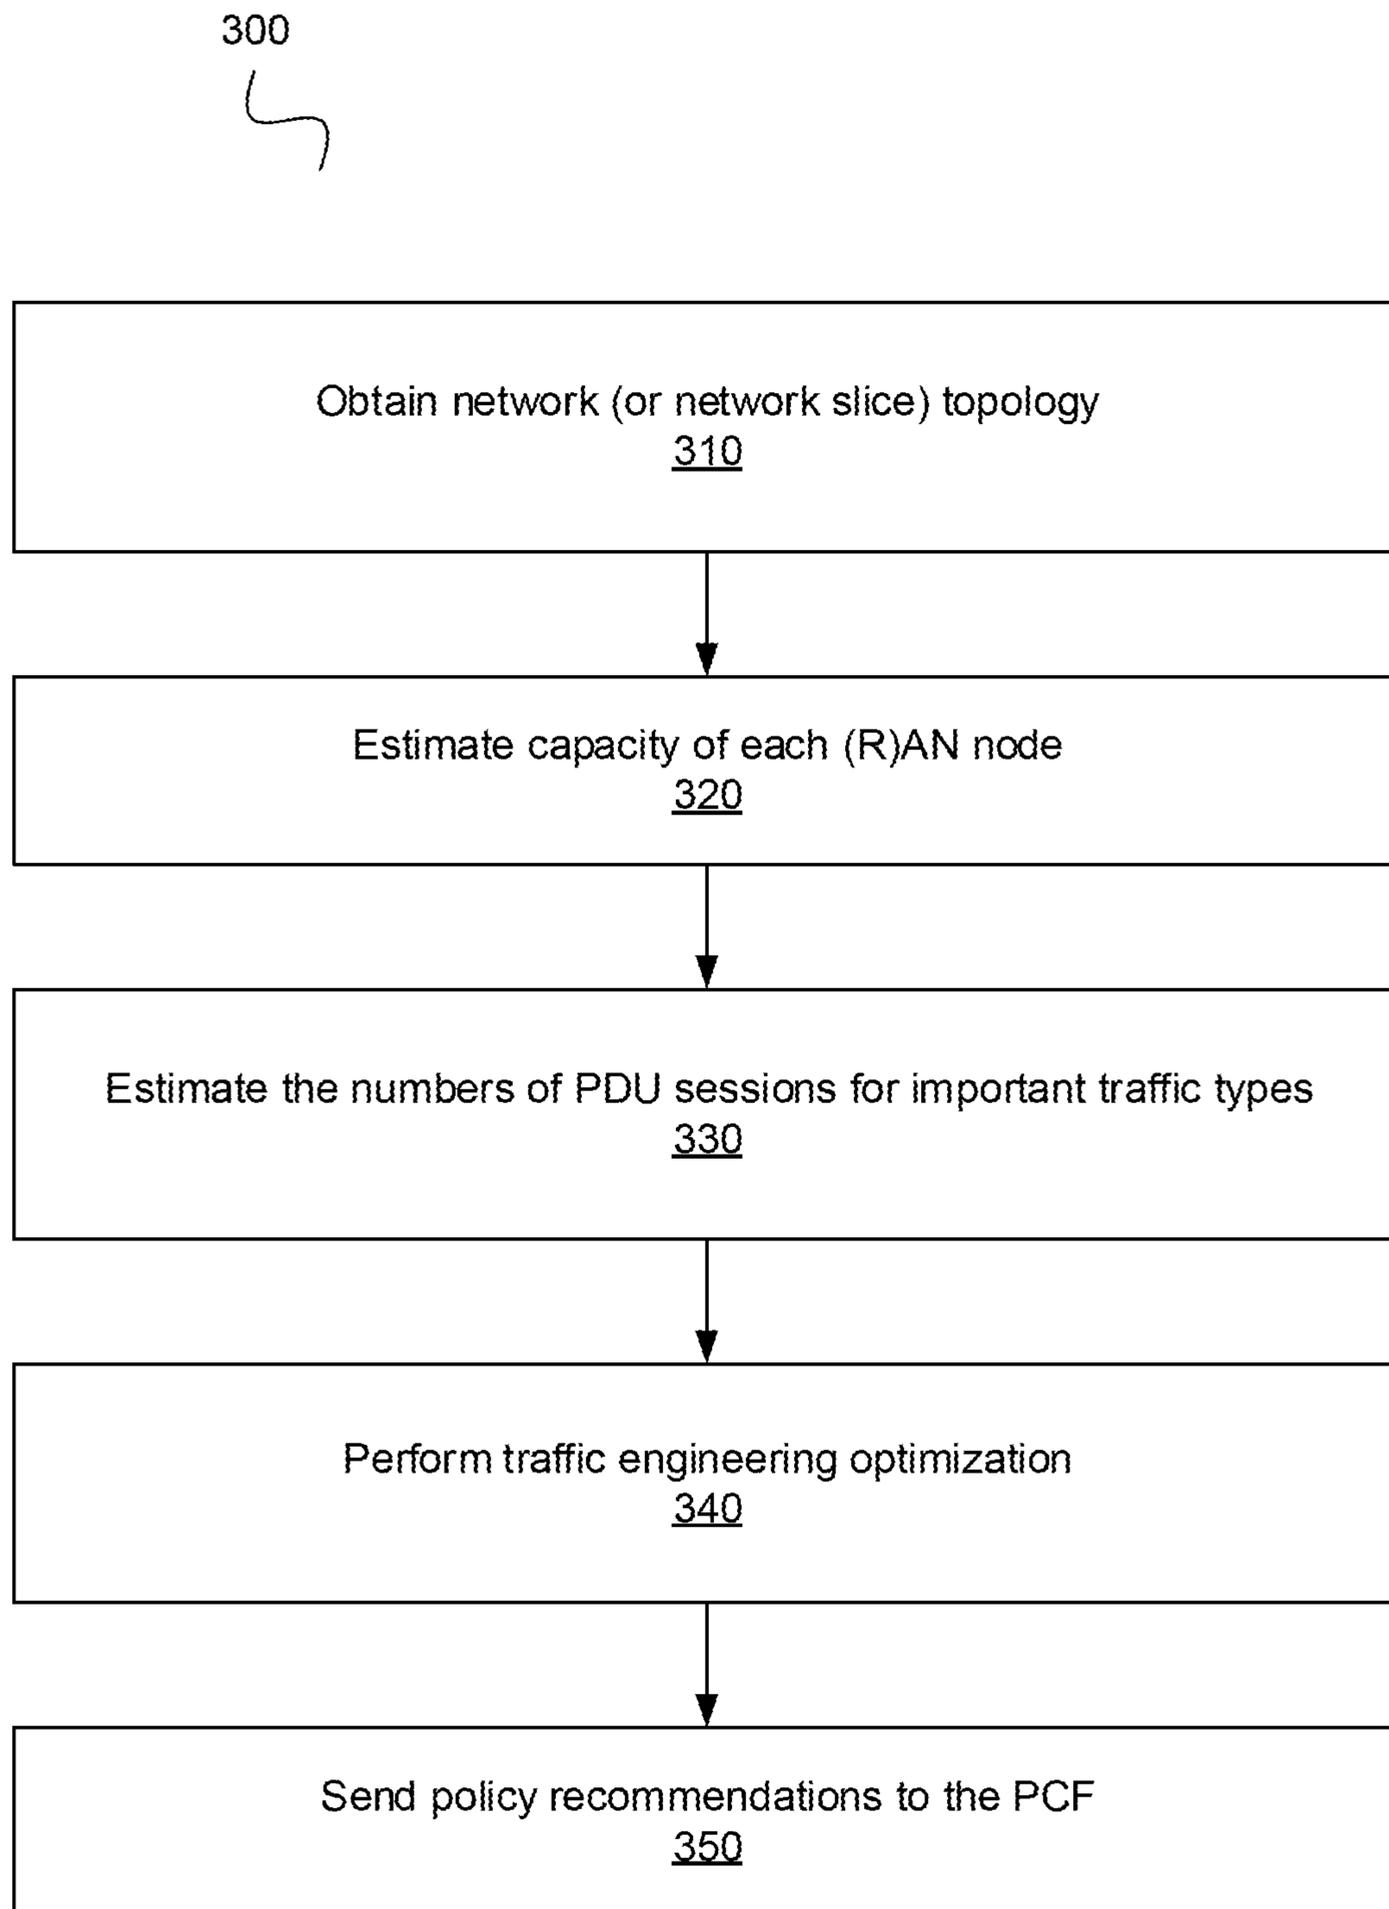 300
Obtain network (or network slice) topology
310
Estimate capacity of each (R)AN node
320
Estimate the numbers of PDU sessions for important traffic types
330
Perform traffic engineering optimization
340
Send policy recommendations to the PCF
350